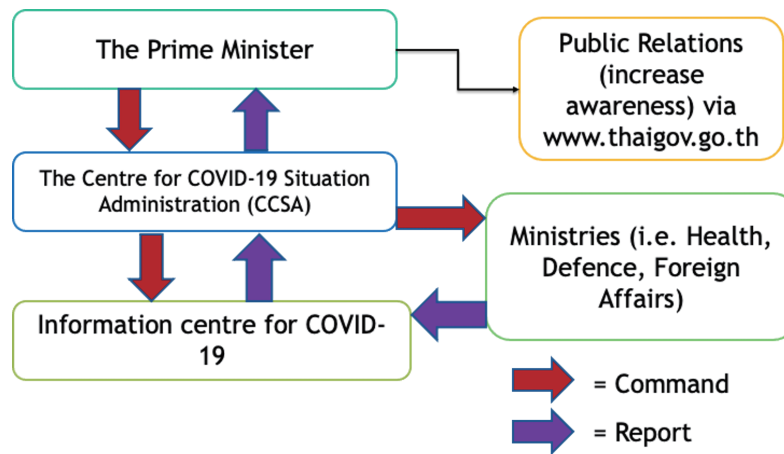 The Prime Minister
Public Relations
(increase
awareness) via
www.thaigov.go.th
The Centre for COVID-19 Situation
Administration (CCSA)
Ministries (i.e. Health,
Defence, Foreign
Affairs)
Information centre for COVID-
19
= Command
= Report